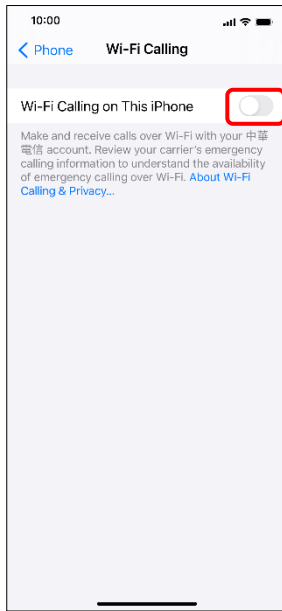 10:00
Phone
Wi-Fi Calling
Wi-Fi Calling on This iPhone
Make and receive calls over Wi-Fi with your 中華
電信 account. Review your carrier's emergency
calling information to understand the availability
of emergency calling over Wi-Fi. About Wi-Fi
Calling & Privacy...